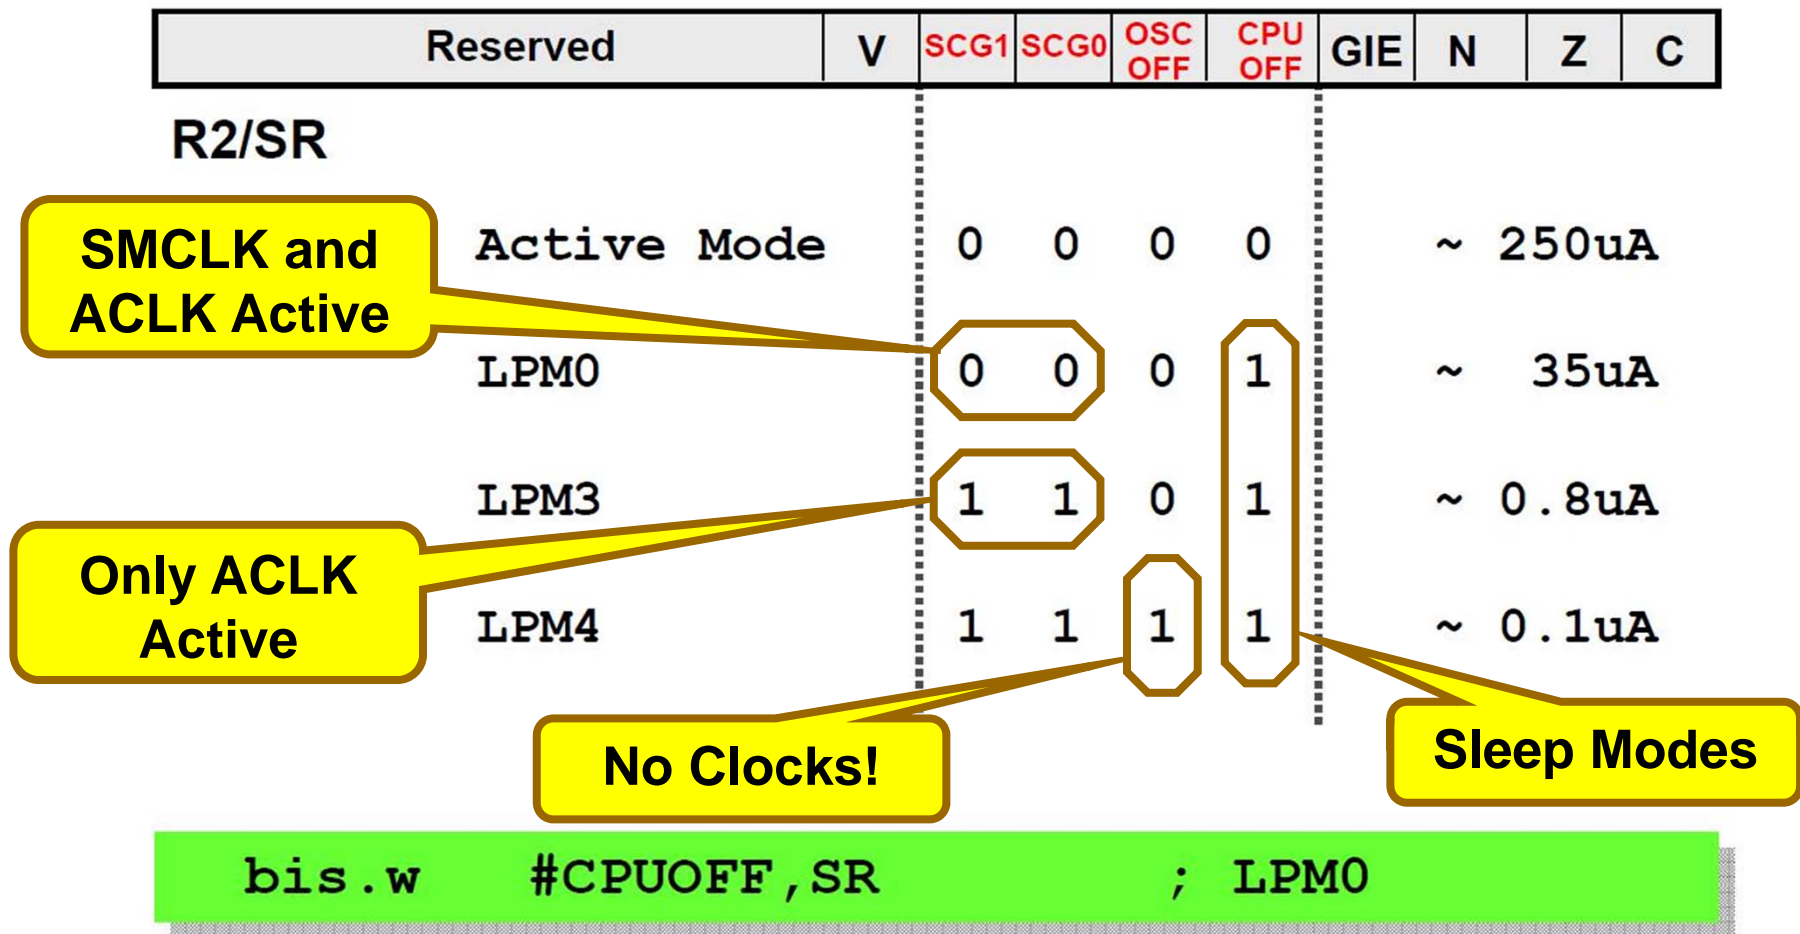 Reserved V SCG1 SCG0 OSC OFF CPU OFF GIE N Z C
R2/SR
SMCLK and
ACLK Active
Active Mode 0 0 0 0 ~ 250uA
LPM0 0 0 0 1 ~ 35uA
LPM3 1 1 0 1 ~ 0.8uA
Only ACLK
Active
LPM4 1 1 1 1 ~ 0.1uA
No Clocks!
Sleep Modes
bis.w #CPUOFF,SR ; LPM0